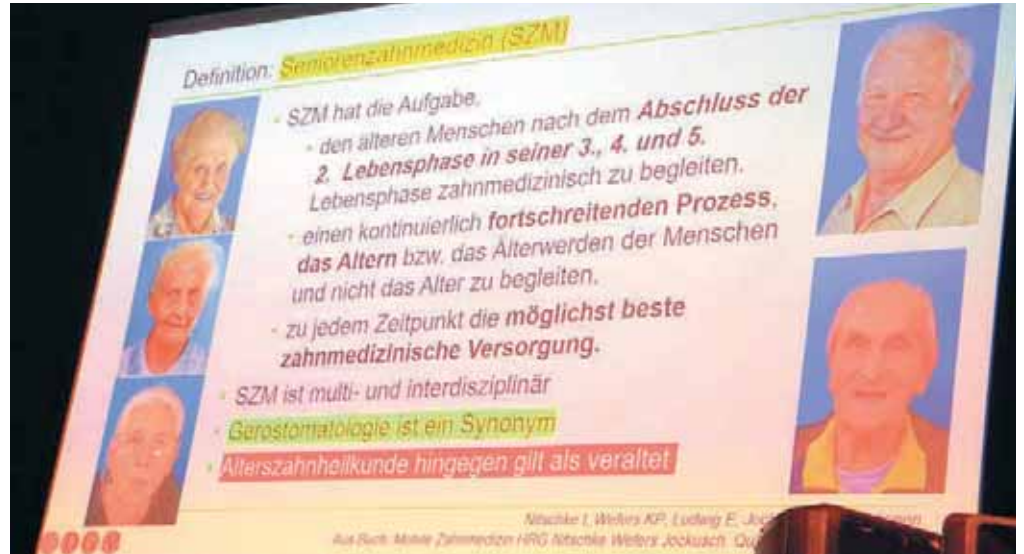 Definition: Seniorenzahnmedizin (SZM)
- SZM hat die Aufgabe,
- den älteren Menschen nach dem Abschluss der
2. Lebensphase in seiner 3., 4. und 5.
Lebensphase zahnmedizinisch zu begleiten.
- einen kontinuierlich fortschreitenden Prozess,
das Altern bzw. das Älterwerden der Menschen
und nicht das Alter zu begleiten.
- zu jedem Zeitpunkt die möglichst beste
zahnmedizinische Versorgung.
- SZM ist multi- und interdisziplinär
- Gerostomatologie ist ein Synonym
- Alterszahnheilkunde hingegen gilt als veraltet
Nitschke I, Wefers KP, Ludwig E,
Aus Buch: Mobile Zahnmedizin HRG Nitschke Wefers Jockusch.